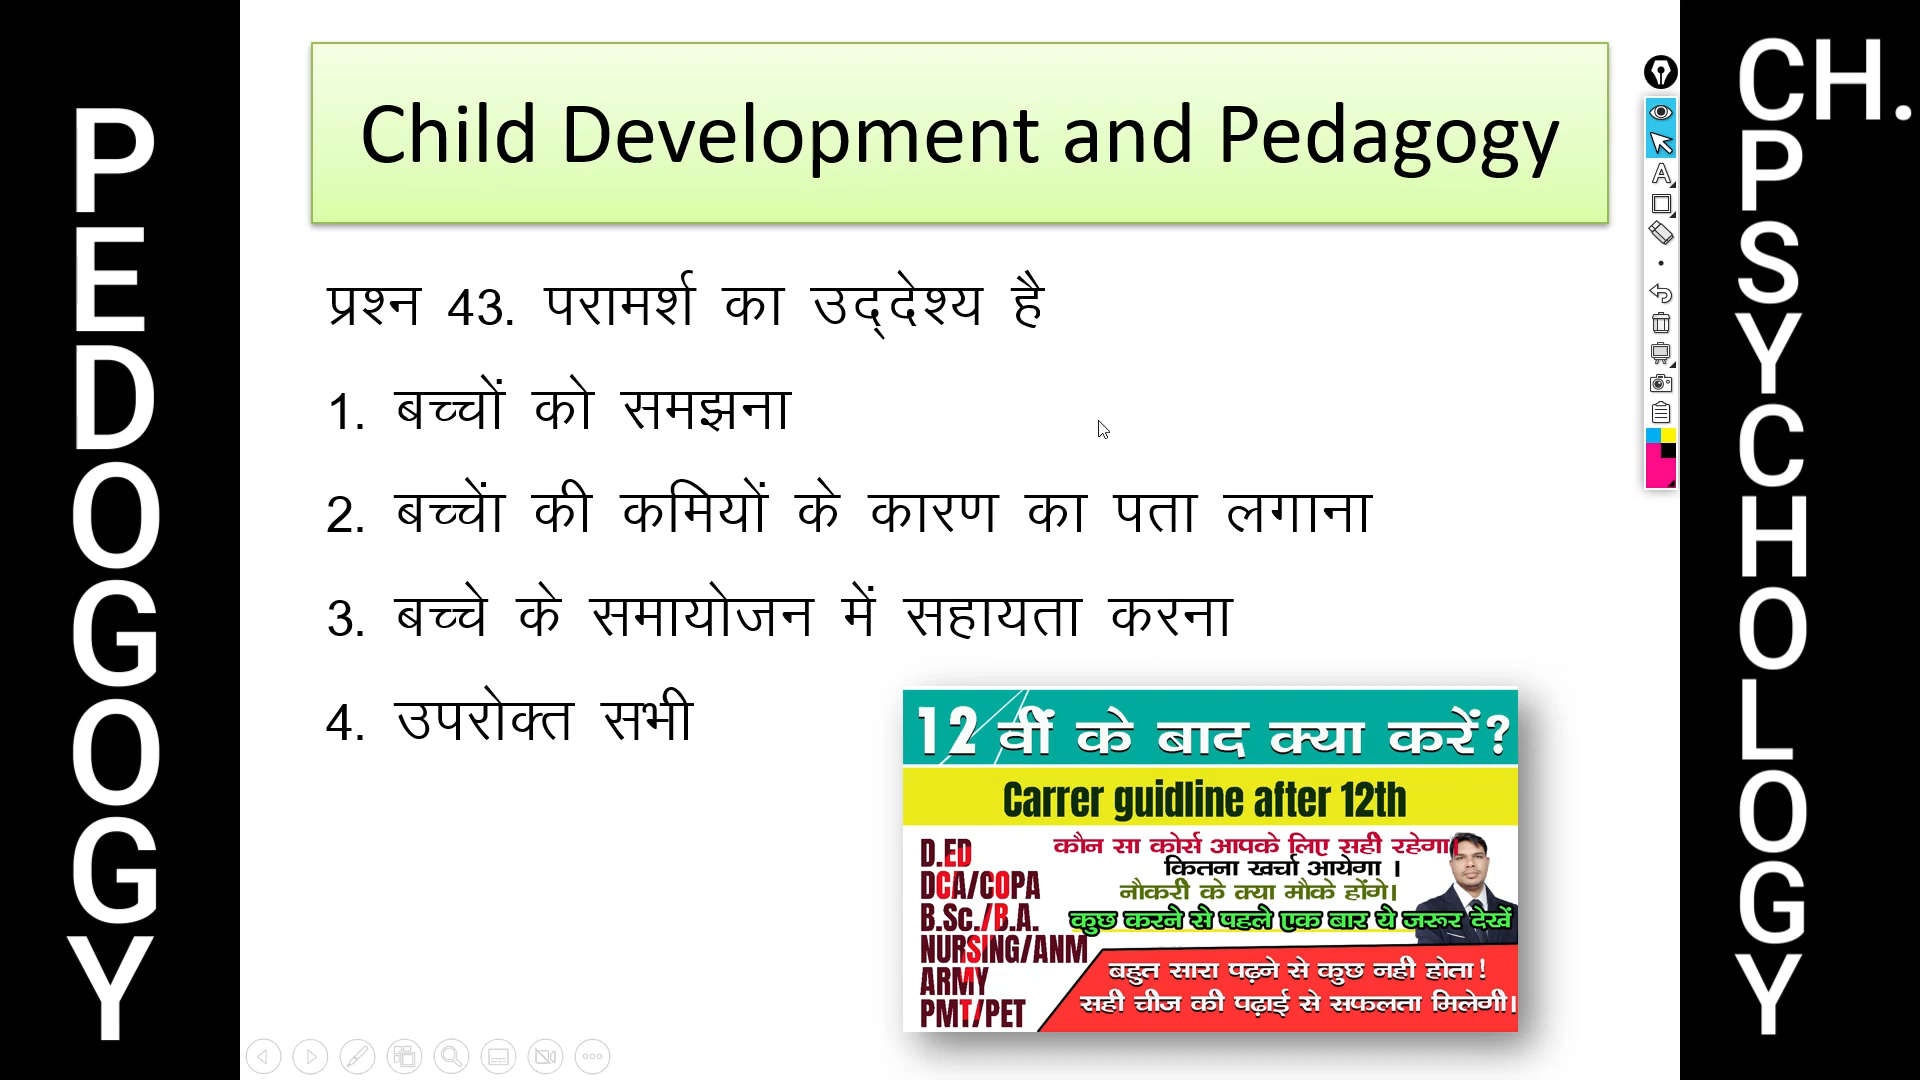 PEDOGOGY
Child Development and Pedagogy
प्रश्न 43. परामर्श का उद्देश्य है
1. बच्चों को समझना
2. बच्चों की कमियों के कारण का पता लगाना
3. बच्चे के समायोजन में सहायता करना
4. उपरोक्त सभी
12 वीं के बाद क्या करें?
Carrer guidline after 12th
D.ED
DCA/COPA
B.Sc./B.A.
NURSING/ANM
ARMY
PMT/PET
कौन सा कोर्स आपके लिए सही रहेगा।
कितना खर्चा आयेगा ।
नौकरी के क्या मौके होंगे।
कुछ करने से पहले एक बार ये जरूर देखें
बहुत सारा पढ़ने से कुछ नही होता!
सही चीज की पढ़ाई से सफलता मिलेगी।
CH.
PSYCHOLOGY